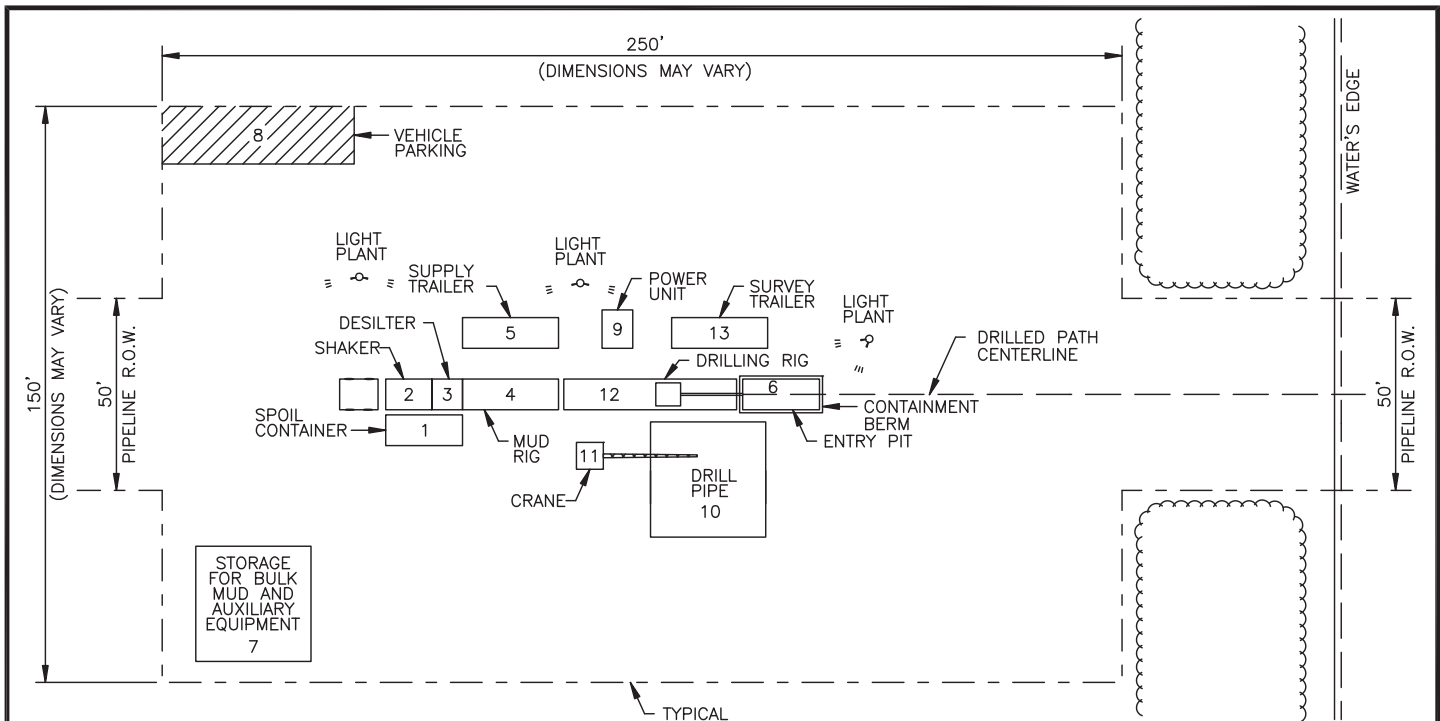 250'
(DIMENSIONS MAY VARY)
8
VEHICLE
PARKING
WATER'S EDGE
LIGHT
PLANT
SUPPLY
TRAILER
LIGHT
PLANT
POWER
UNIT
SURVEY
TRAILER
LIGHT
PLANT
DESILTER
SHAKER
5
9
13
DRILLING RIG
DRILLED PATH
CENTERLINE
2
3
4
12
6
CONTAINMENT
BERM
ENTRY PIT
SPOIL
CONTAINER
1
MUD
RIG
11
CRANE
DRILL
PIPE
10
150'
(DIMENSIONS MAY VARY)
50'
PIPELINE R.O.W.
50'
PIPELINE R.O.W.
STORAGE
FOR BULK
MUD AND
AUXILIARY
EQUIPMENT
7
TYPICAL